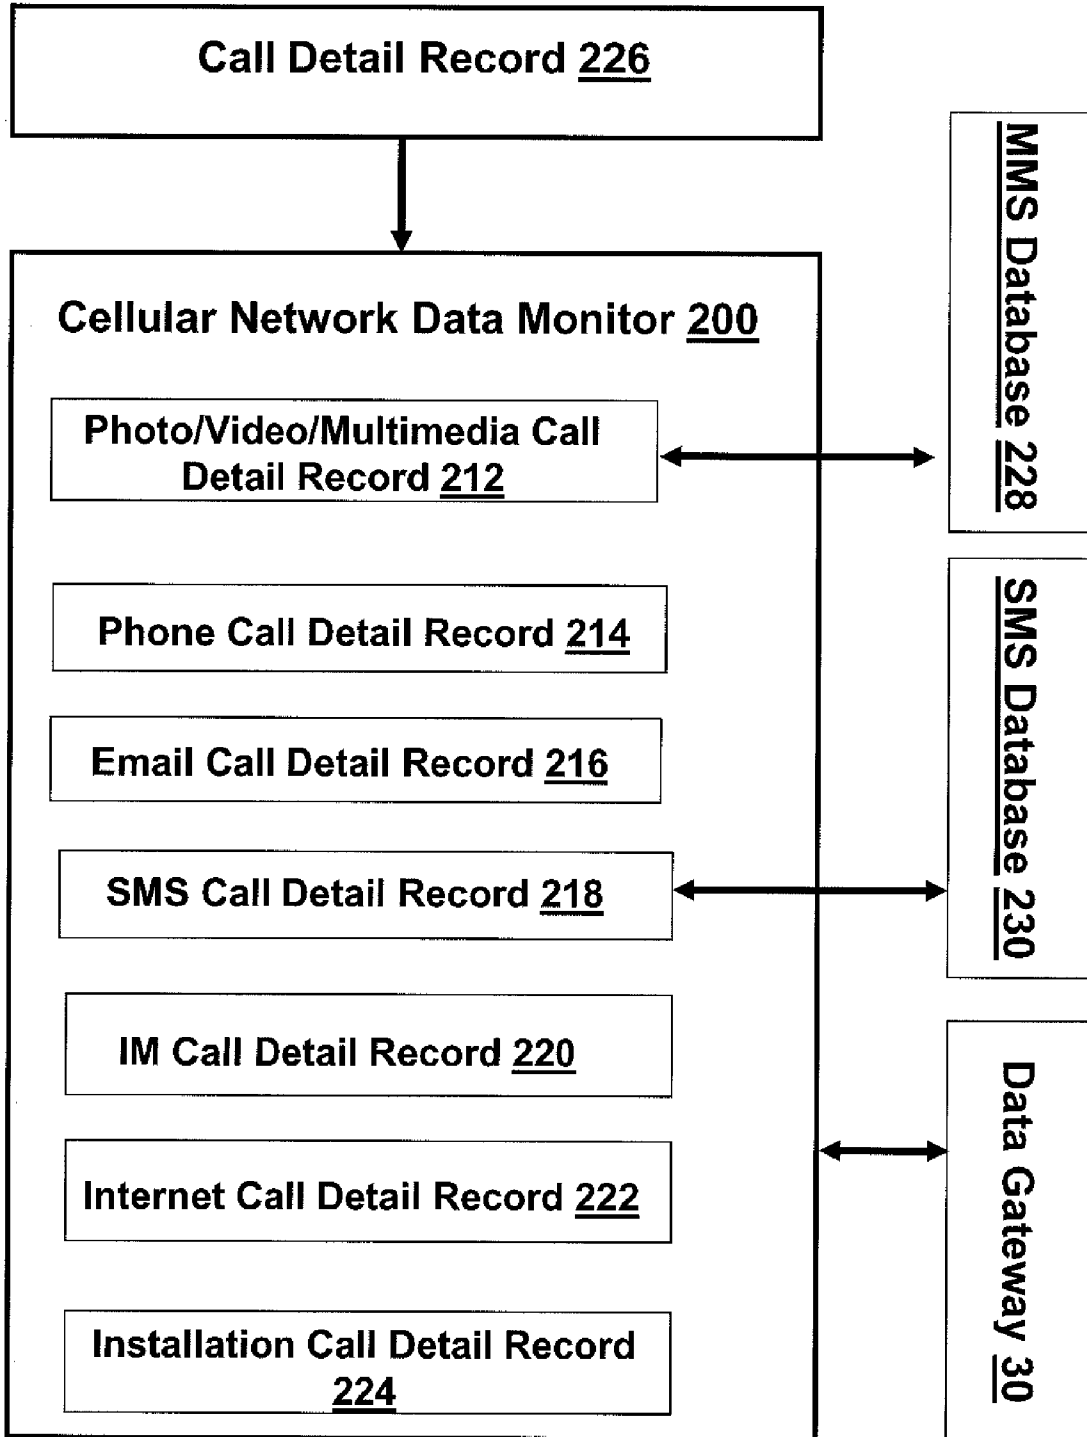 Call Detail Record 226
Cellular Network Data Monitor 200
Photo/Video/Multimedia Call
Detail Record 212
Phone Call Detail Record 214
Email Call Detail Record 216
SMS Call Detail Record 218
IM Call Detail Record 220
Internet Call Detail Record 222
Installation Call Detail Record
224
MMS Database 228
SMS Database 230
Data Gateway 30